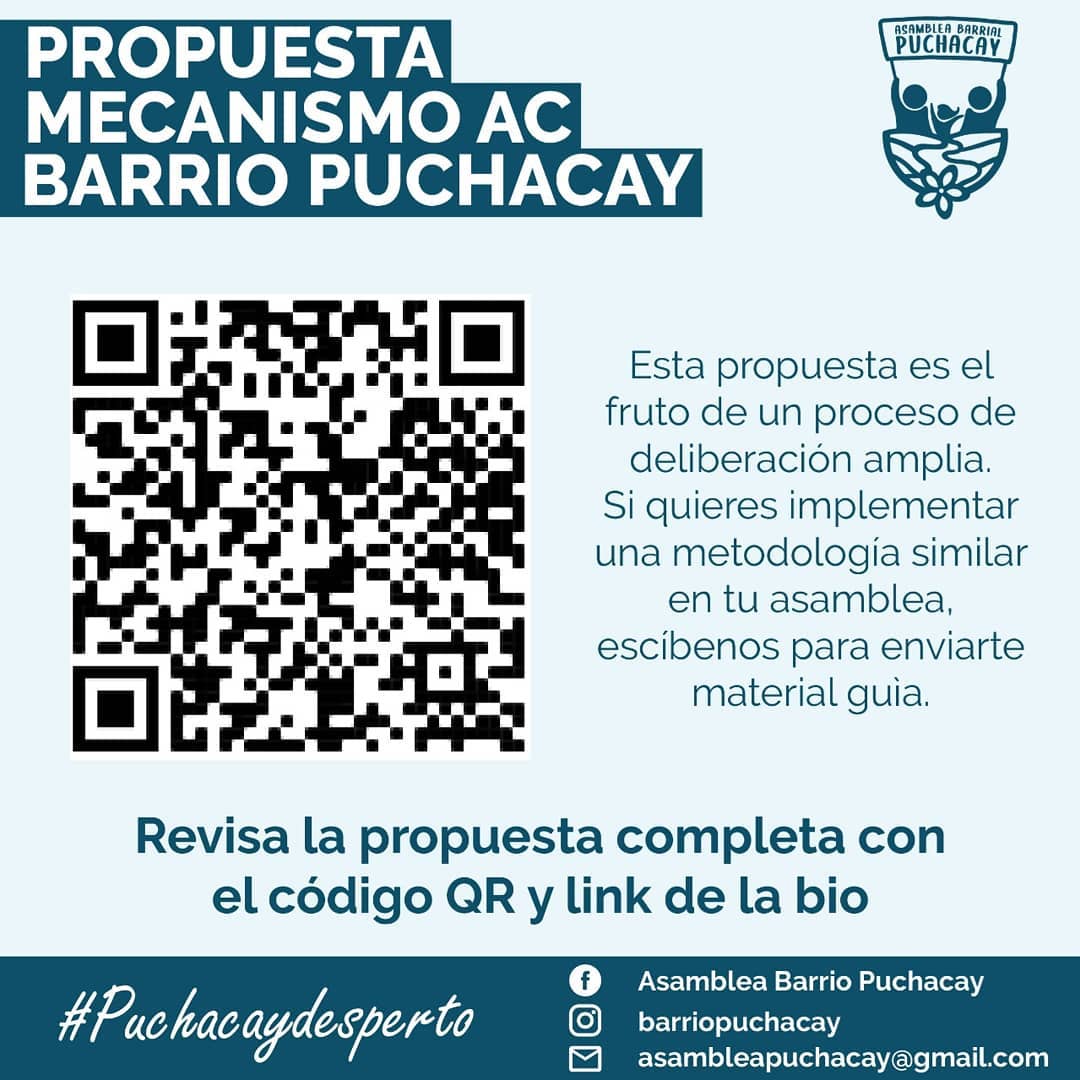 PROPUESTA
MECANISMO AC
BARRIO PUCHACAY
ASAMBLEA BARRIAL
PUCHACAY
Esta propuesta es el
fruto de un proceso de
deliberación amplia.
Si quieres implementar
una metodología similar
en tu asamblea,
escíbenos para enviarte
material guìa.
Revisa la propuesta completa con
el código QR y link de la bio
#Puchacaydesperto
Asamblea Barrio Puchacay
barriopuchacay
asambleapuchacay@gmail.com